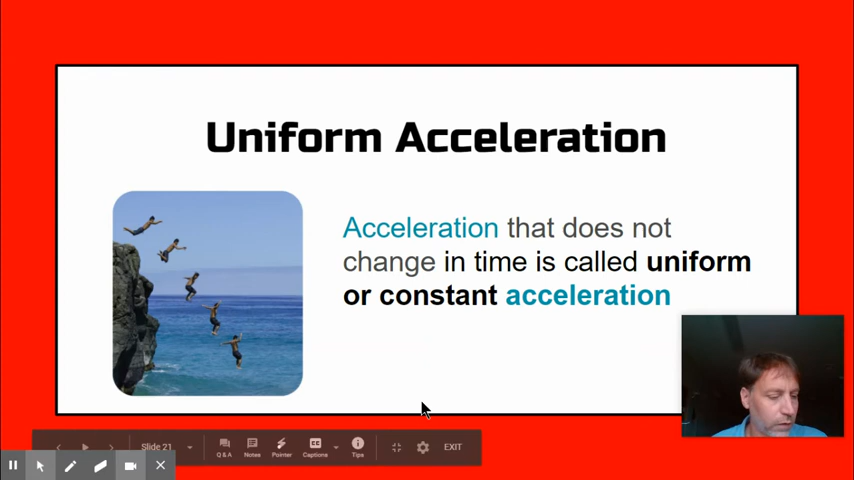 Uniform Acceleration
Acceleration that does not
change in time is called uniform
or constant acceleration
Slide 21
Q & A
Notes
Pointer
Captions
Tips
EXIT